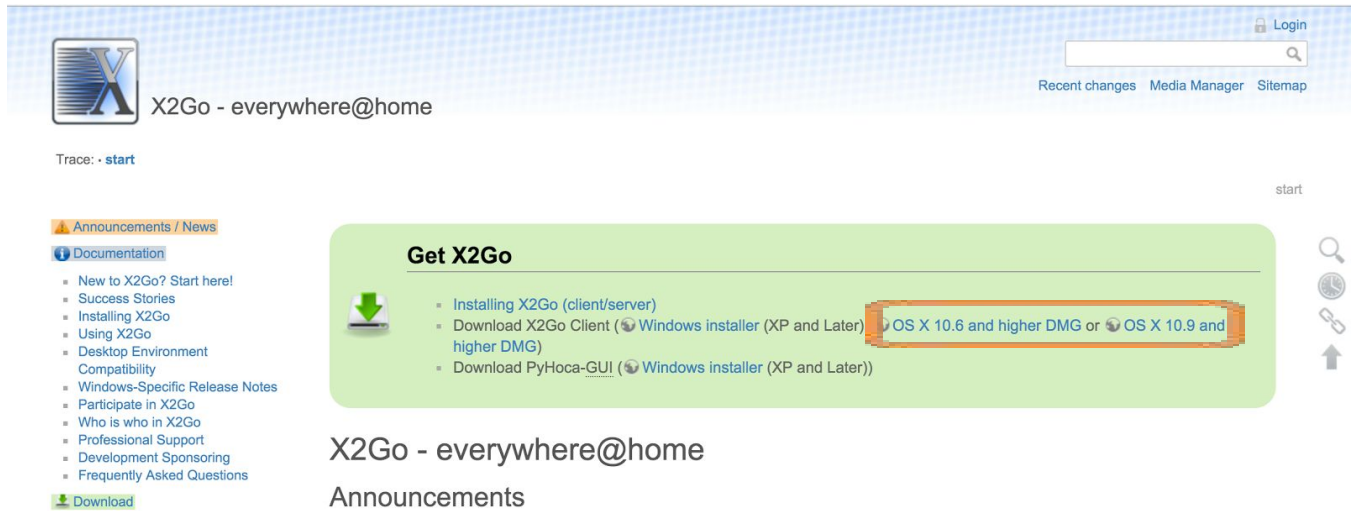 Login
Recent changes Media Manager Sitemap
X
X2Go - everywhere@home
Trace: • start
start
Announcements / News
Documentation
New to X2Go? Start here!
Success Stories
Installing X2Go
Using X2Go
Desktop Environment
Compatibility
Windows-Specific Release Notes
Participate in X2Go
Who is who in X2Go
Professional Support
Development Sponsoring
Frequently Asked Questions
Download
Get X2Go
Installing X2Go (client/server)
Download X2Go Client (Windows installer (XP and Later) OS X 10.6 and higher DMG or OS X 10.9 and
higher DMG)
Download PyHoca-GUI (Windows installer (XP and Later))
X2Go - everywhere@home
Announcements